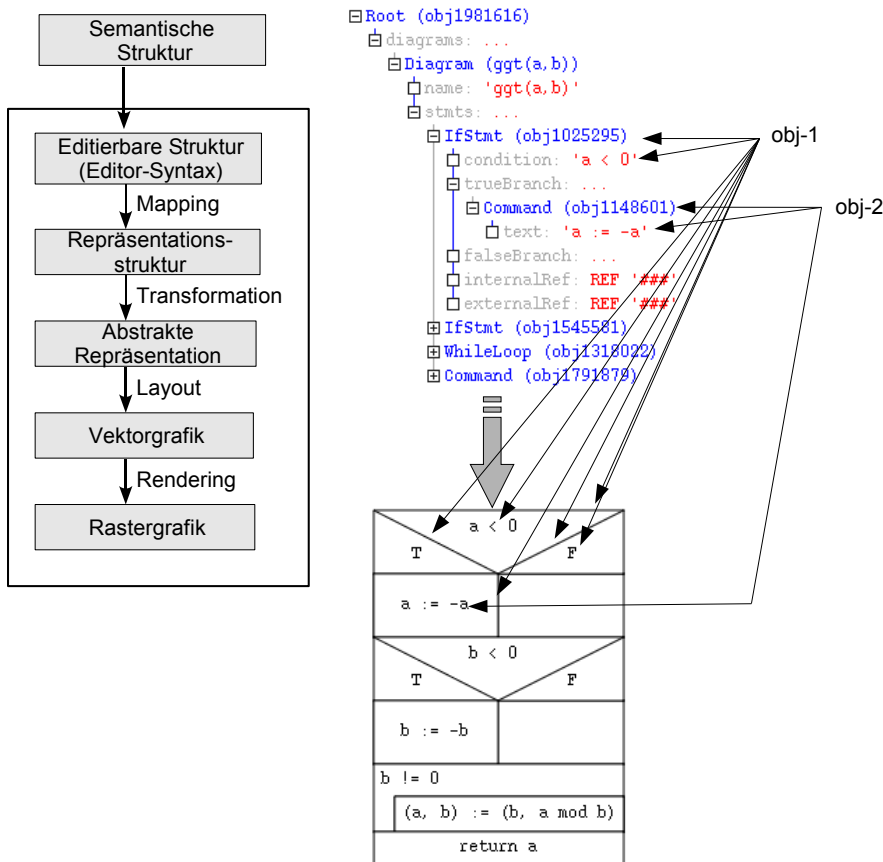 Semantische
Struktur
Editierbare Struktur
(Editor-Syntax)
Mapping
Repräsentations-
struktur
Transformation
Abstrakte
Repräsentation
Layout
Vektorgrafik
Rendering
Rastergrafik
Root (obj1981616)
diagrams: ...
Diagram (ggt(a,b))
name: 'ggt(a,b)'
stmts: ...
IfStmt (obj1025295)
condition: 'a < 0'
trueBranch: ...
Command (obj1148601)
text: 'a := -a'
falseBranch: ...
internalRef: REF '###'
externalRef: REF '###'
IfStmt (obj1545581)
WhileLoop (obj1318022)
Command (obj1791879)
obj-1
obj-2
a < 0
T F
a := -a
b < 0
T F
b := -b
b != 0
(a, b) := (b, a mod b)
return a